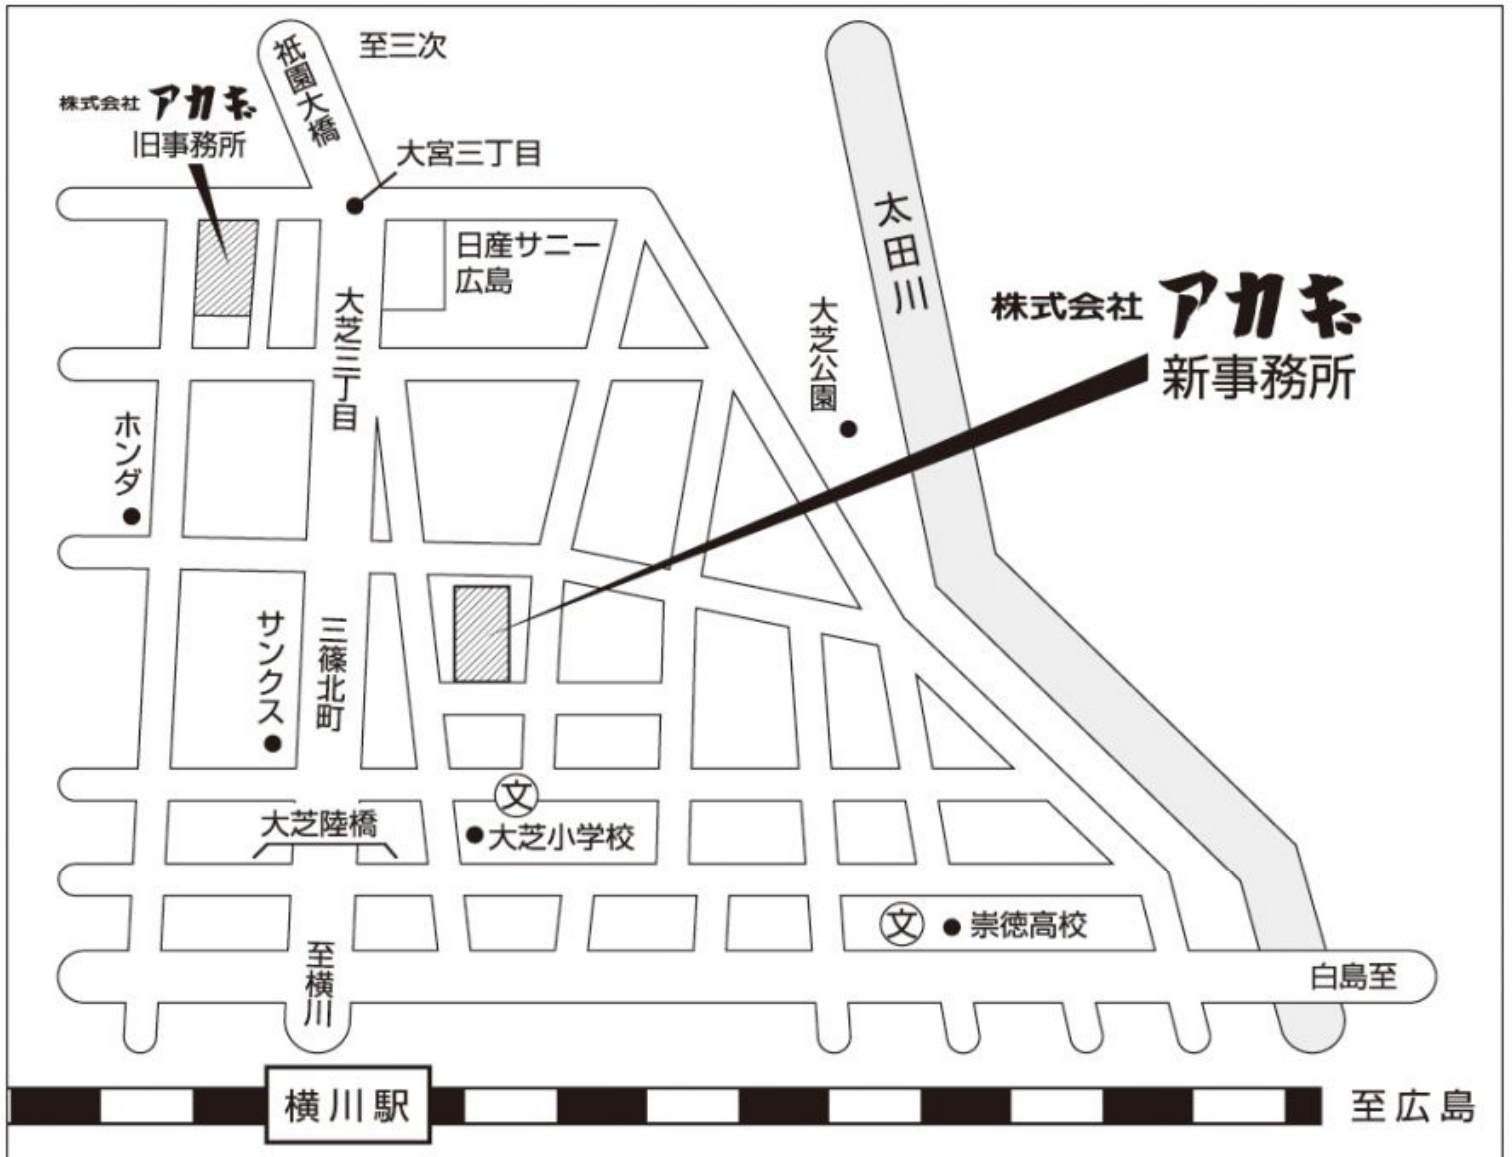 祇園大橋
至三次
株式会社アカギ
旧事務所
大宮三丁目
日産サニー
広島
大芝三丁目
太田川
大芝公園
株式会社アカギ
新事務所
ホンダ
サンクス
三篠北町
文
大芝陸橋
大芝小学校
文
崇徳高校
至横川
白島至
横川駅
至広島